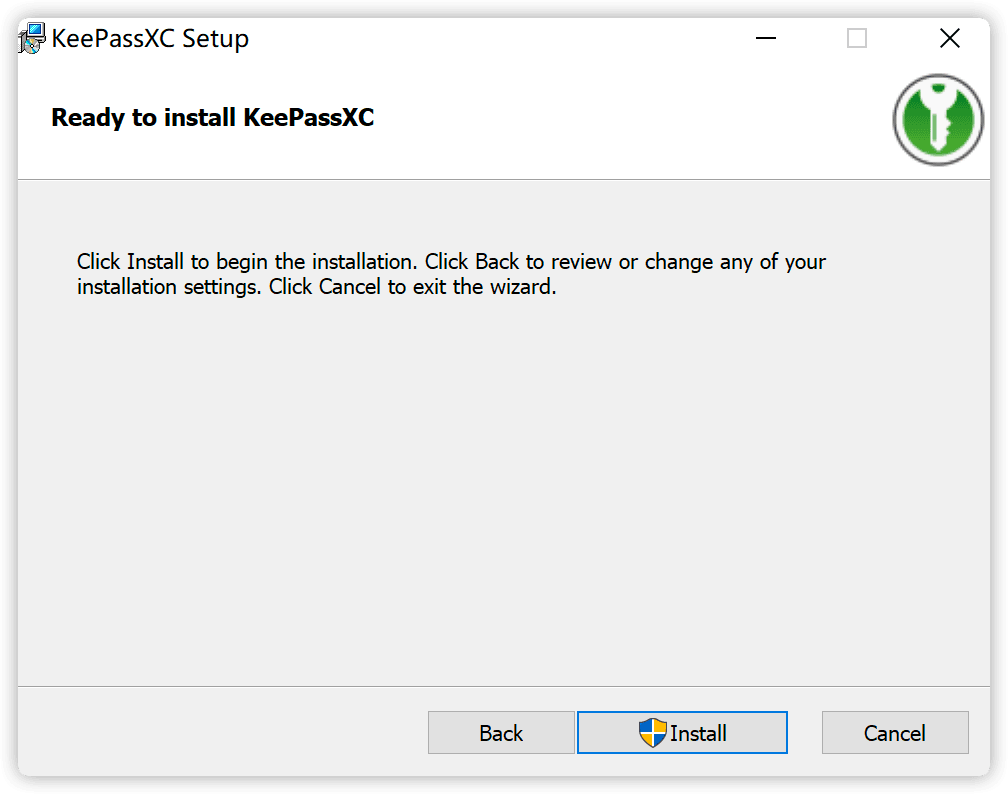 KeePassXC Setup
Ready to install KeePassXC
Click Install to begin the installation. Click Back to review or change any of your
installation settings. Click Cancel to exit the wizard.
Back
Install
Cancel